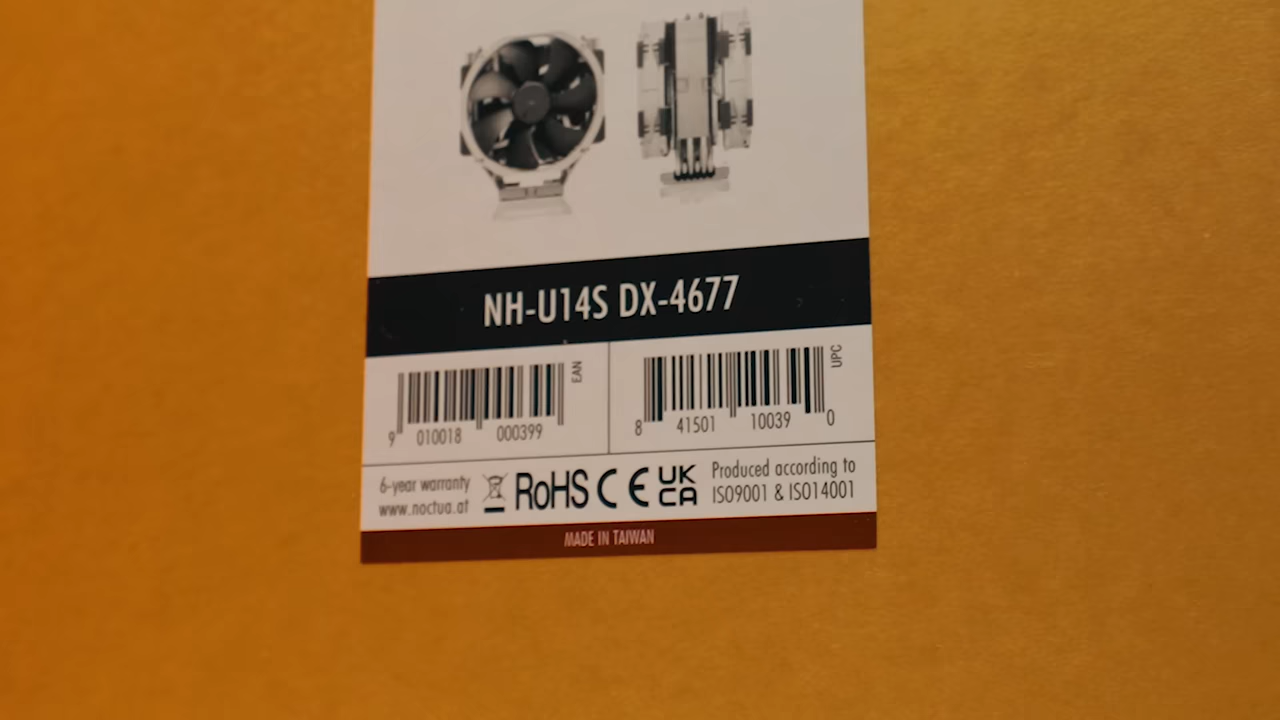 NH-U14S DX-4677
EAN
9 010018 000399
UPC
8 41501 10039 0
6-year warranty
www.noctua.at
RoHS CE UK
CA
Produced according to
ISO9001 & ISO14001
MADE IN TAIWAN